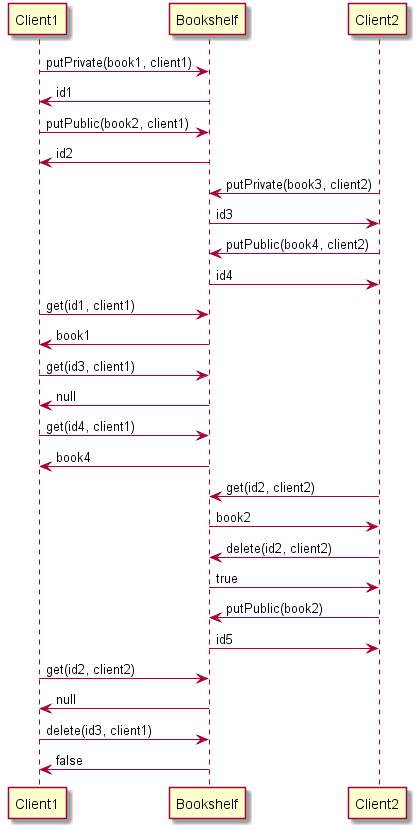 Client1 Bookshelf Client2
putPrivate(book1, client1)
id1
putPublic(book2, client1)
id2
putPrivate(book3, client2)
id3
putPublic(book4, client2)
id4
get(id1, client1)
book1
get(id3, client1)
null
get(id4, client1)
book4
get(id2, client2)
book2
delete(id2, client2)
true
putPublic(book2)
id5
get(id2, client2)
null
delete(id3, client1)
false
Client1 Bookshelf Client2